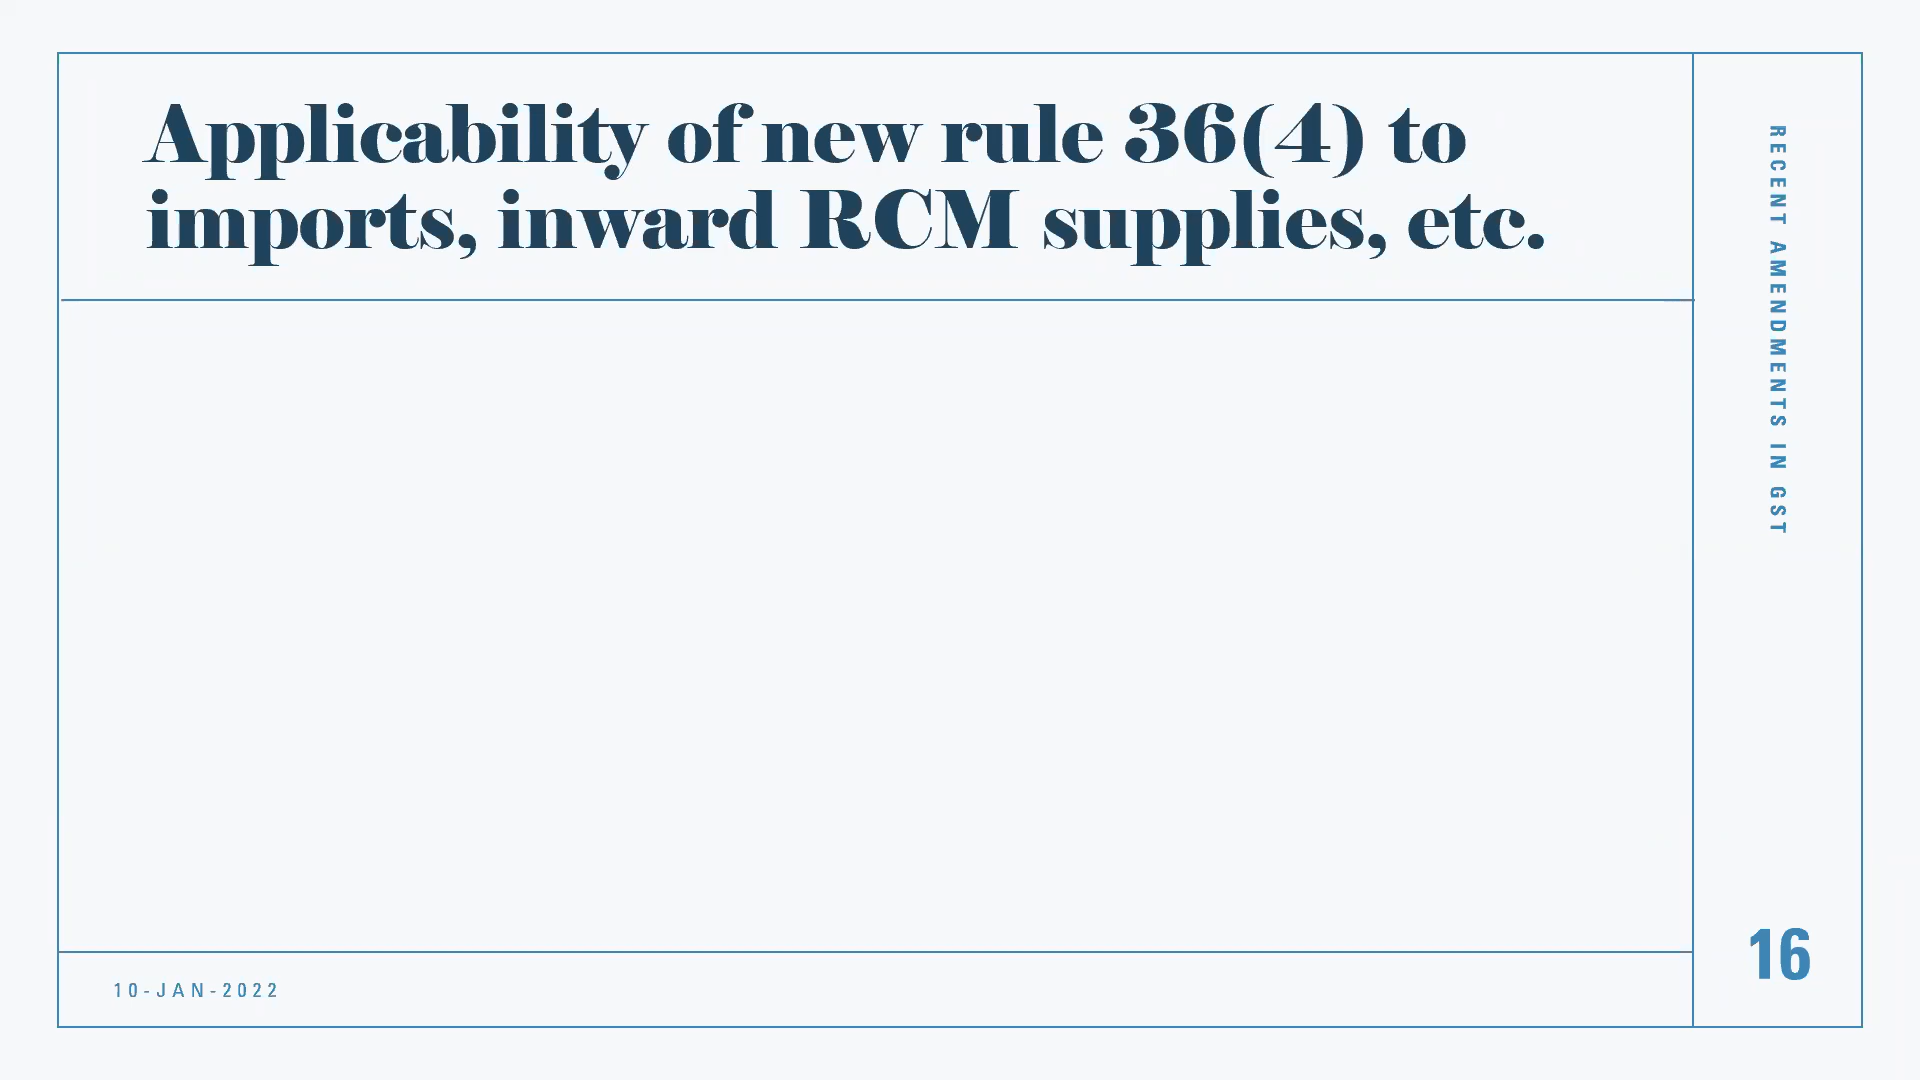 Applicability of new rule 36(4) to
imports, inward RCM supplies, etc.
RECENT AMENDMENTS IN GST
10-JAN-2022
16